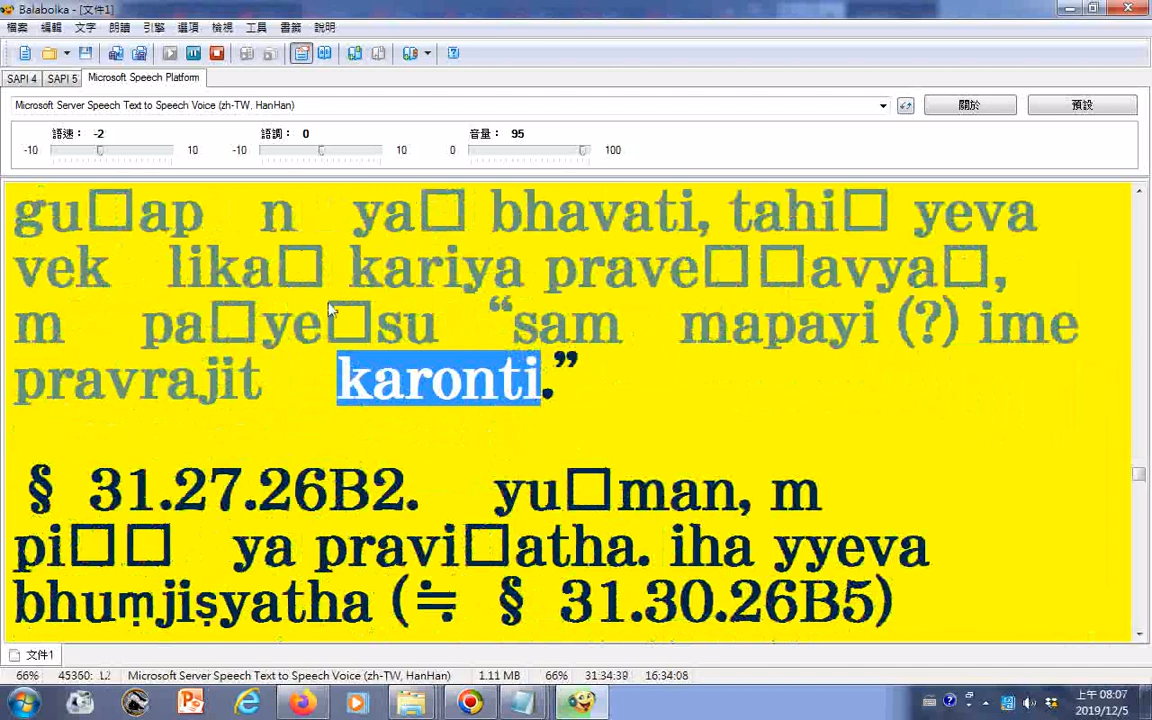 Balabolka - [文件1]
檔案 編輯 文字 朗讀 引擎 選項 檢視 工具 書籤 說明
SAPI 4 SAPI 5 Microsoft Speech Platform
Microsoft Server Speech Text to Speech Voice (zh-TW, HanHan) 關於 預設
語速： -2 語調： 0 音量： 95
-10 10 -10 10 0 100
gu□ap n ya□ bhavati, tahi□ yeva
vek lika□ kariya prave□□avya□,
m pa□ye□su “sam mapayi (?) ime
pravrajit karonti.”
§ 31.27.26B2. yu□man, m
pi□□ ya pravi□atha. iha yyeva
bhuṃjiṣyatha (≒ § 31.30.26B5)
文件1
66% 45360: 12 Microsoft Server Speech Text to Speech Voice (zh-TW, HanHan) 1.11 MB 66% 31:34:39 16:34:08
上午 08:07
2019/12/5